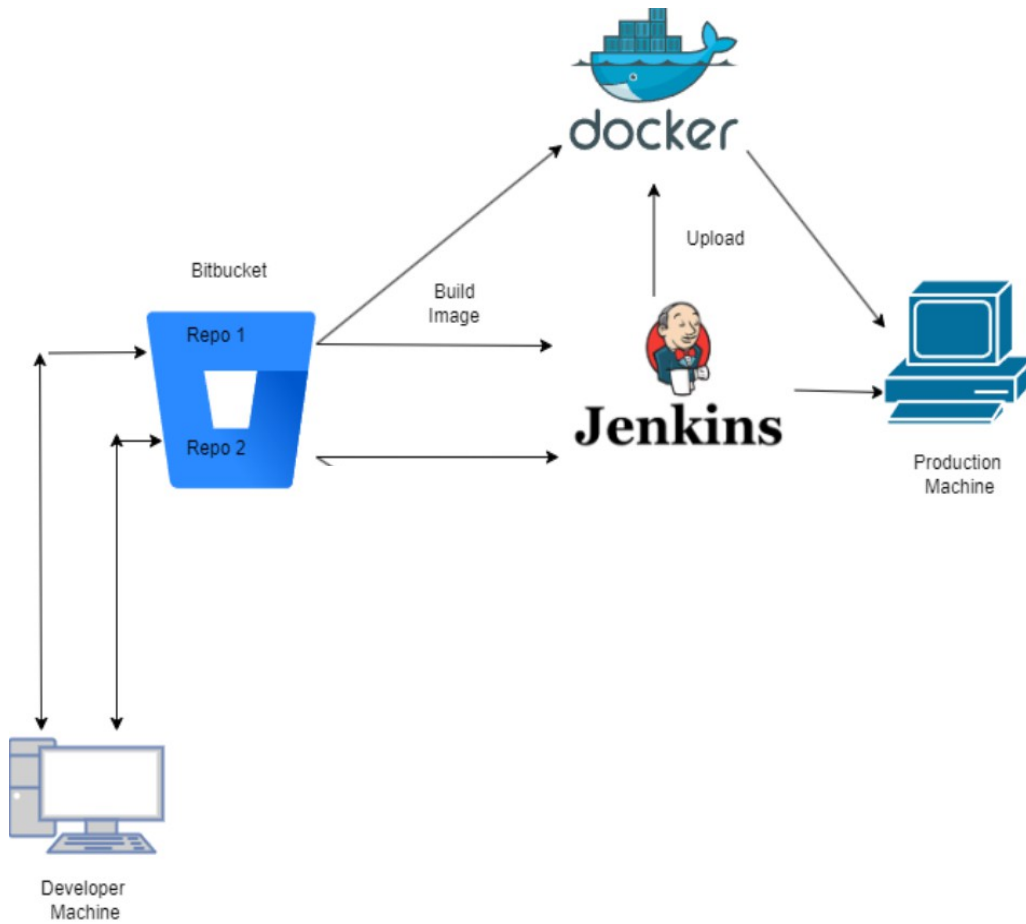 docker
Upload
Bitbucket
Build
Image
Repo 1
Repo 2
Jenkins
Production
Machine
Developer
Machine